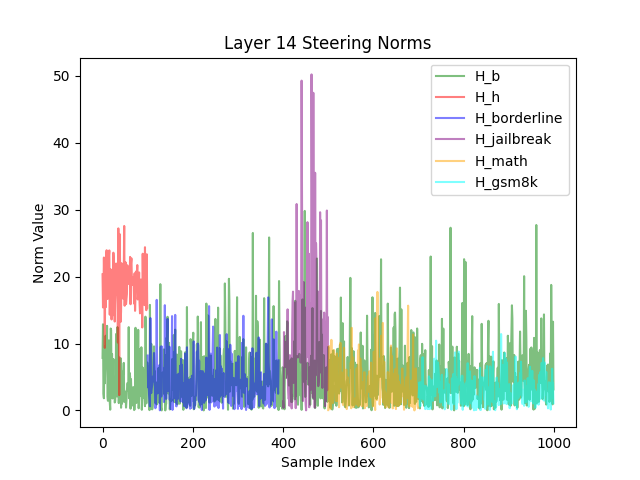 Layer 14 Steering Norms
H_b
H_h
H_borderline
H_jailbreak
H_math
H_gsm8k
50
40
30
20
10
0
Norm Value
0
200
400
600
800
1000
Sample Index